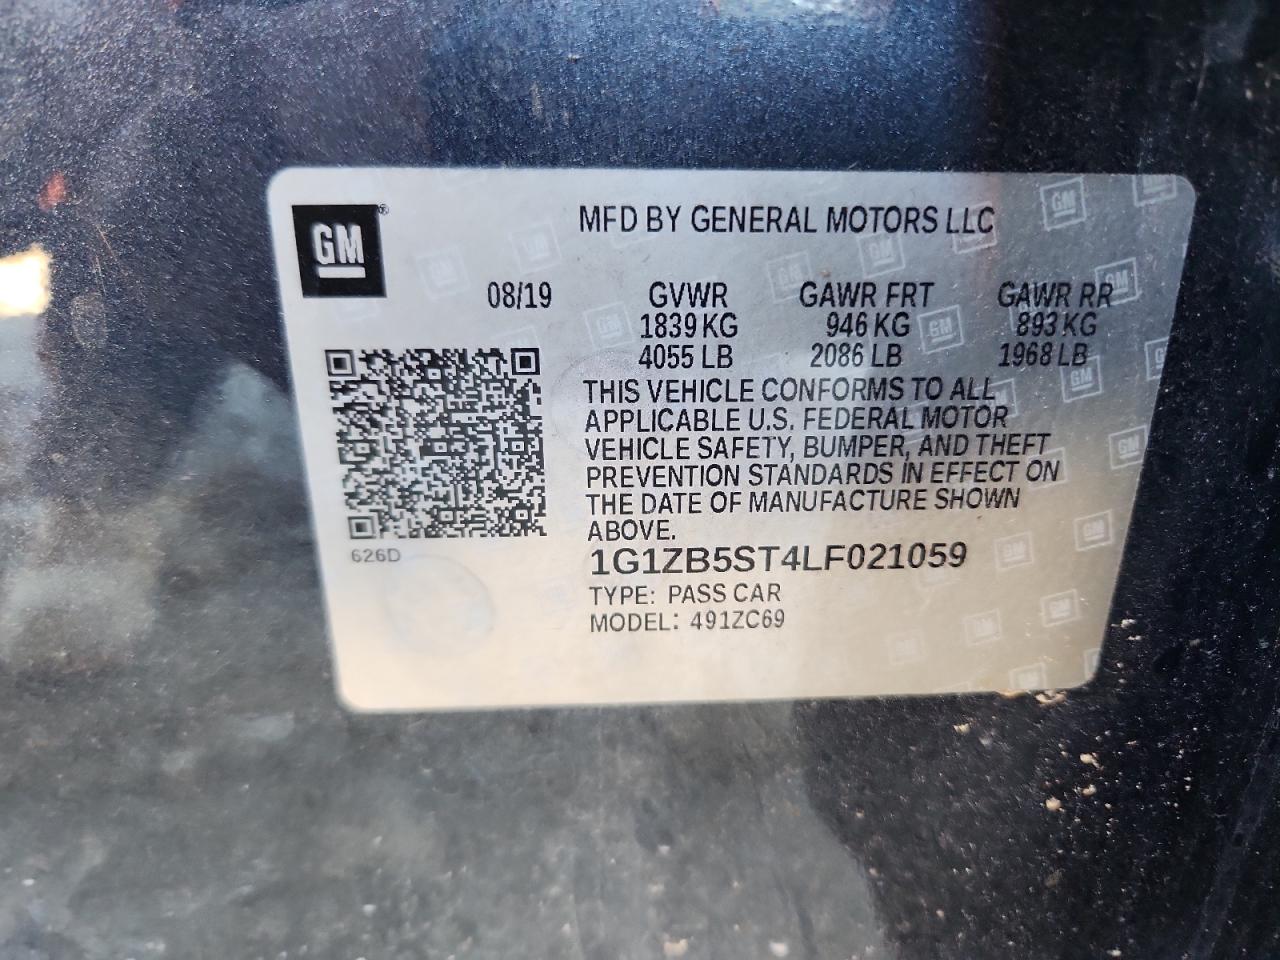 GM®
MFD BY GENERAL MOTORS LLC
08/19 GVWR GAWR FRT GAWR RR
1839 KG 946 KG 893 KG
4055 LB 2086 LB 1968 LB
THIS VEHICLE CONFORMS TO ALL
APPLICABLE U.S. FEDERAL MOTOR
VEHICLE SAFETY, BUMPER, AND THEFT
PREVENTION STANDARDS IN EFFECT ON
THE DATE OF MANUFACTURE SHOWN
ABOVE.
626D
1G1ZB5ST4LF021059
TYPE: PASS CAR
MODEL: 491ZC69